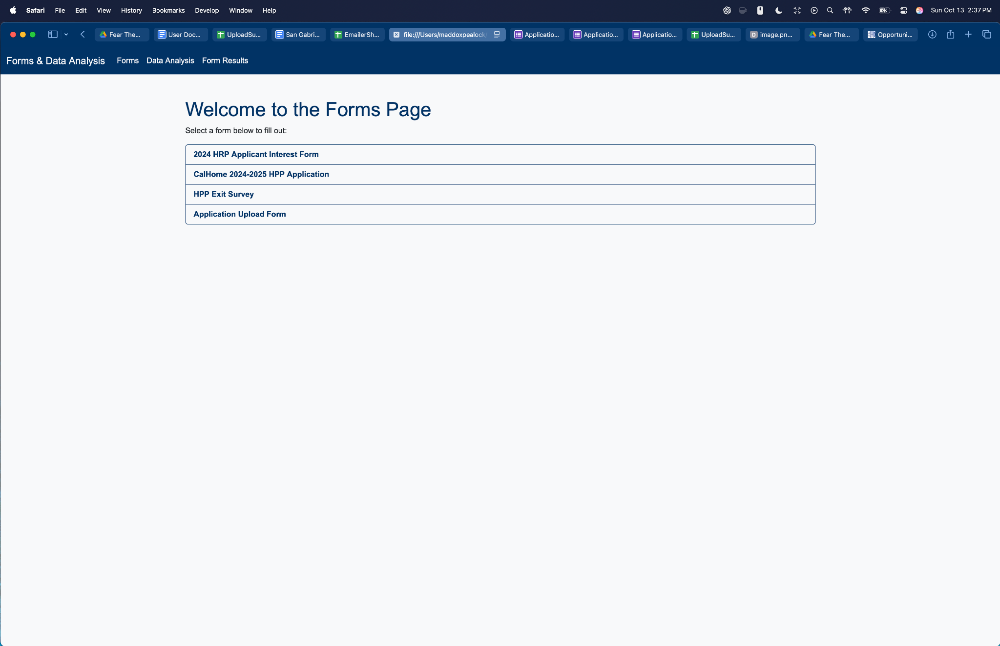 Safari File Edit View History Bookmarks Develop Window Help Sun Oct 13 2:37 PM
Fear The... User Doc... UploadSu... San Gabri... EmailerSh... file:///Users/maddoxpealock/ Applicatio... Applicatio... Applicatio... UploadSu... D image.pn... Fear The... Opportuni...
Forms & Data Analysis Forms Data Analysis Form Results
Welcome to the Forms Page
Select a form below to fill out:
2024 HRP Applicant Interest Form
CalHome 2024-2025 HPP Application
HPP Exit Survey
Application Upload Form